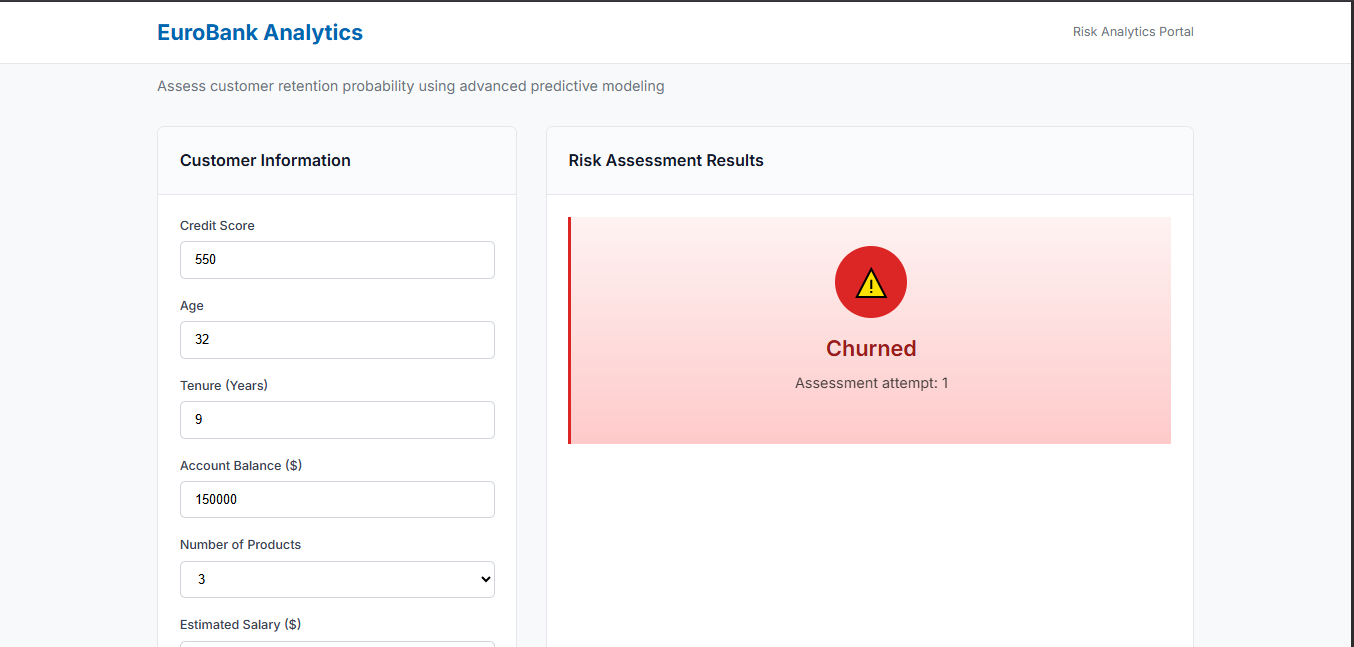 EuroBank Analytics
Risk Analytics Portal
Assess customer retention probability using advanced predictive modeling
Customer Information
Credit Score
550
Age
32
Tenure (Years)
9
Account Balance ($)
150000
Number of Products
3
Estimated Salary ($)
Risk Assessment Results
Churned
Assessment attempt: 1